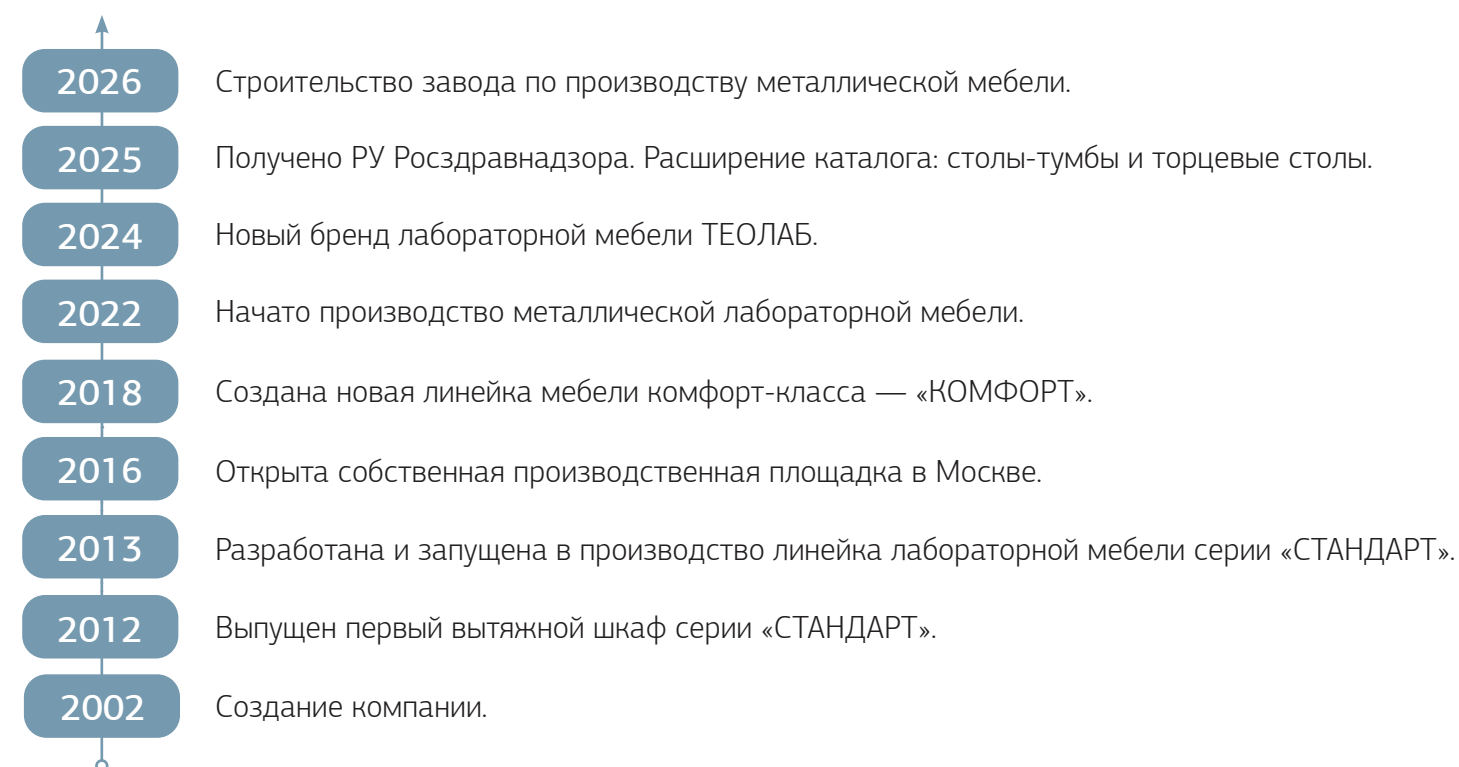 2026 Строительство завода по производству металлической мебели.
2025 Получено РУ Росздравнадзора. Расширение каталога: столы-тумбы и торцевые столы.
2024 Новый бренд лабораторной мебели ТЕОЛАБ.
2022 Начато производство металлической лабораторной мебели.
2018 Создана новая линейка мебели комфорт-класса — «КОМФОРТ».
2016 Открыта собственная производственная площадка в Москве.
2013 Разработана и запущена в производство линейка лабораторной мебели серии «СТАНДАРТ».
2012 Выпущен первый вытяжной шкаф серии «СТАНДАРТ».
2002 Создание компании.